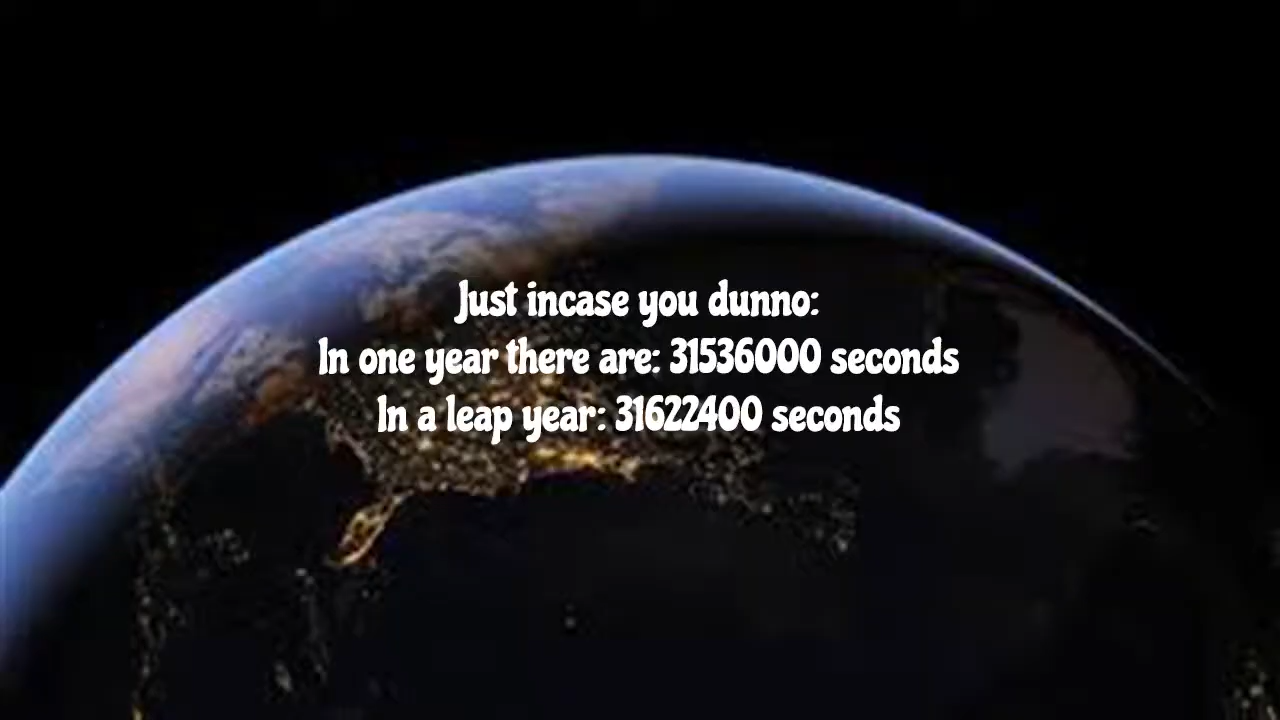 Just incase you dunno:
In one year there are: 31536000 seconds
In a leap year: 31622400 seconds